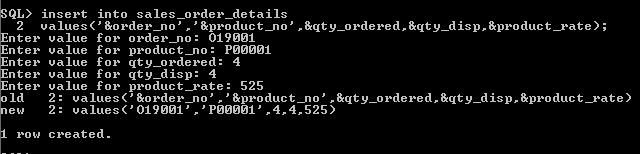 SQL> insert into sales_order_details
2 values('&order_no','&product_no',&qty_ordered,&qty_disp,&product_rate);
Enter value for order_no: O19001
Enter value for product_no: P00001
Enter value for qty_ordered: 4
Enter value for qty_disp: 4
Enter value for product_rate: 525
old 2: values('&order_no','&product_no',&qty_ordered,&qty_disp,&product_rate)
new 2: values('O19001','P00001',4,4,525)
1 row created.